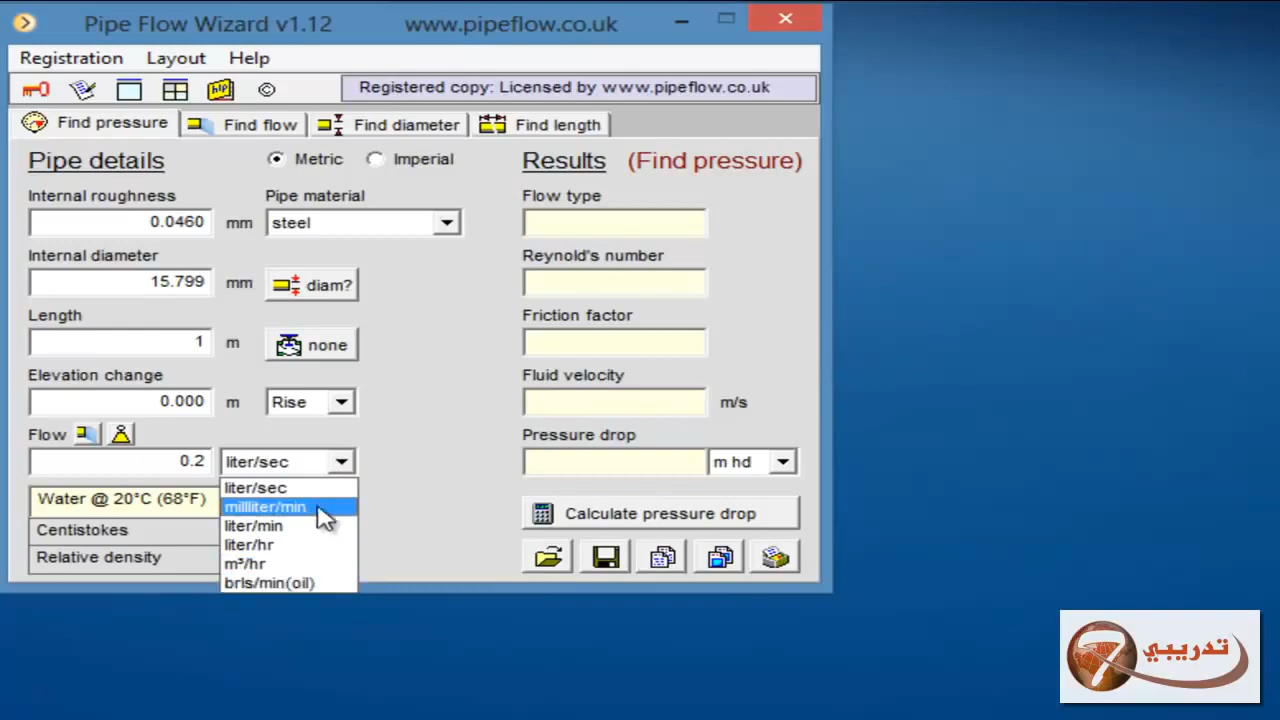 Pipe Flow Wizard v1.12 www.pipeflow.co.uk
Registration Layout Help
hlp © Registered copy: Licensed by www.pipeflow.co.uk
Find pressure Find flow Find diameter Find length
Pipe details Metric Imperial Results (Find pressure)
Internal roughness Pipe material Flow type
0.0460 mm steel
Internal diameter Reynold's number
15.799 mm diam?
Length Friction factor
1 m none
Elevation change Fluid velocity
0.000 m Rise m/s
Flow Pressure drop
0.2 liter/sec m hd
liter/sec
Water @ 20°C (68°F) milliliter/min Calculate pressure drop
Centistokes liter/min
liter/hr
Relative density m³/hr
brls/min(oil)
7 تدريبي